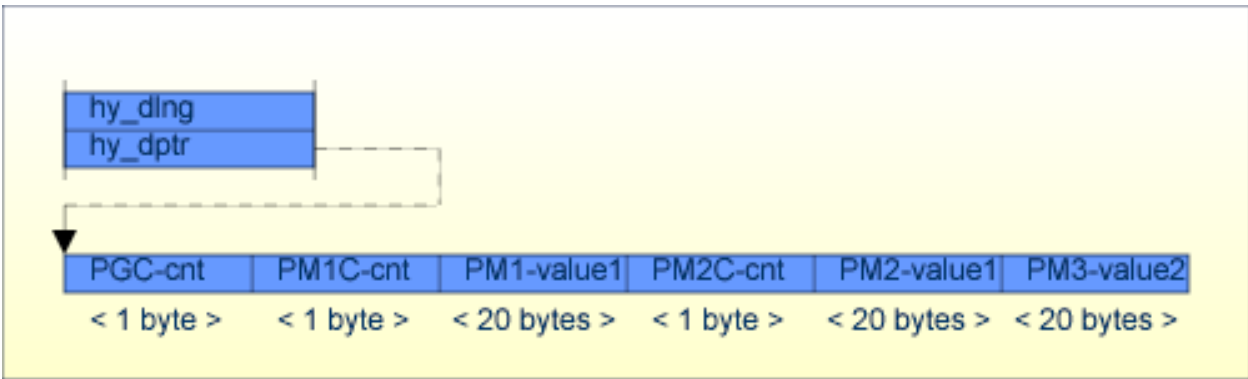 hy_dlng
hy_dptr
PGC-cnt PM1C-cnt PM1-value1 PM2C-cnt PM2-value1 PM3-value2
< 1 byte > < 1 byte > < 20 bytes > < 1 byte > < 20 bytes > < 20 bytes >